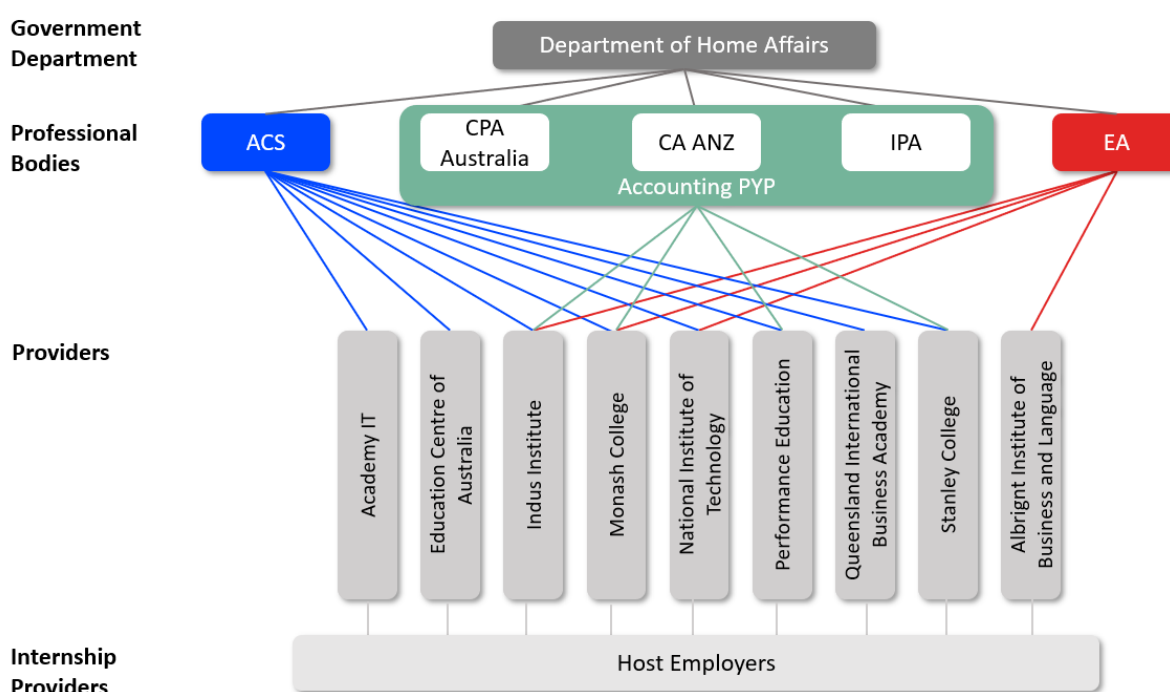 Government
Department
Department of Home Affairs
Professional
Bodies
ACS
CPA
Australia
CA ANZ
IPA
Accounting PYP
EA
Providers
Academy IT
Education Centre of
Australia
Indus Institute
Monash College
National Institute of
Technology
Performance Education
Queensland International
Business Academy
Stanley College
Albrignt Institute of
Business and Language
Internship
Providers
Host Employers